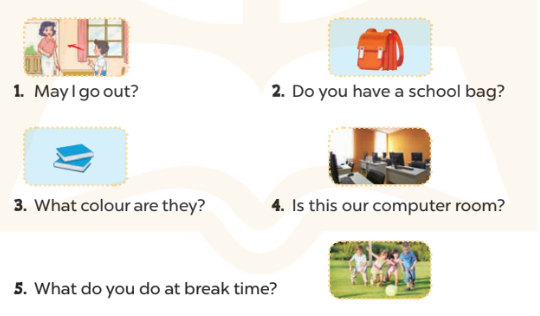 1. May I go out?
2. Do you have a school bag?
3. What colour are they?
4. Is this our computer room?
5. What do you do at break time?